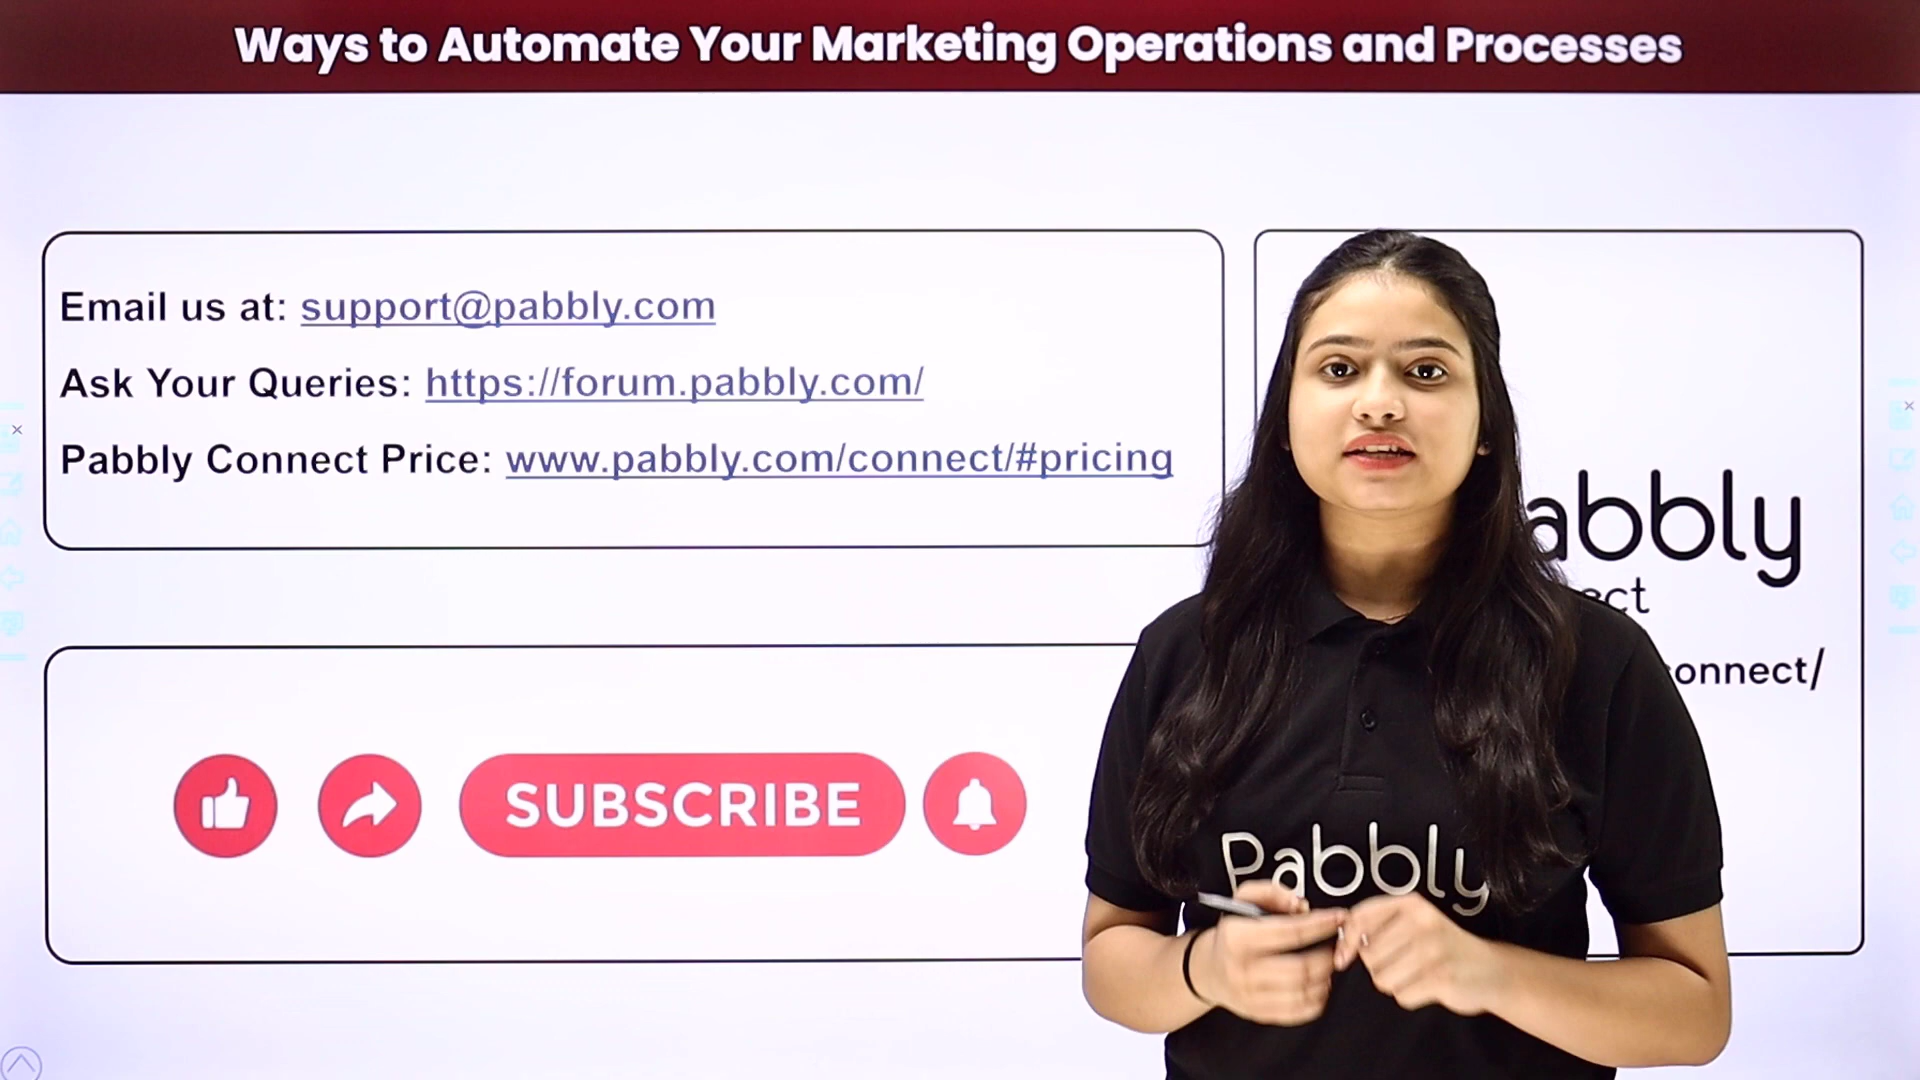 Ways to Automate Your Marketing Operations and Processes
Email us at: support@pabbly.com
Ask Your Queries: https://forum.pabbly.com/
Pabbly Connect Price: www.pabbly.com/connect/#pricing
abbly
ect
onnect/
SUBSCRIBE
Pabbly